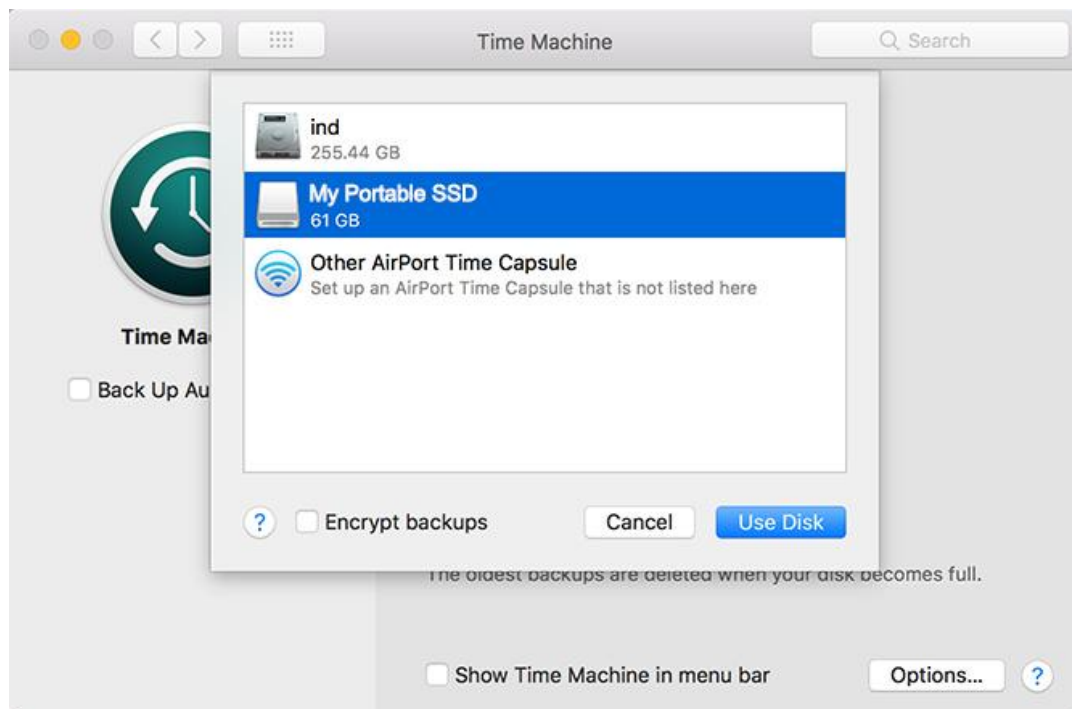 Time Machine
Search
ind
255.44 GB
My Portable SSD
61 GB
Other AirPort Time Capsule
Set up an AirPort Time Capsule that is not listed here
Time Ma
Back Up Au
? Encrypt backups Cancel Use Disk
The oldest backups are deleted when your disk becomes full.
Show Time Machine in menu bar Options... ?